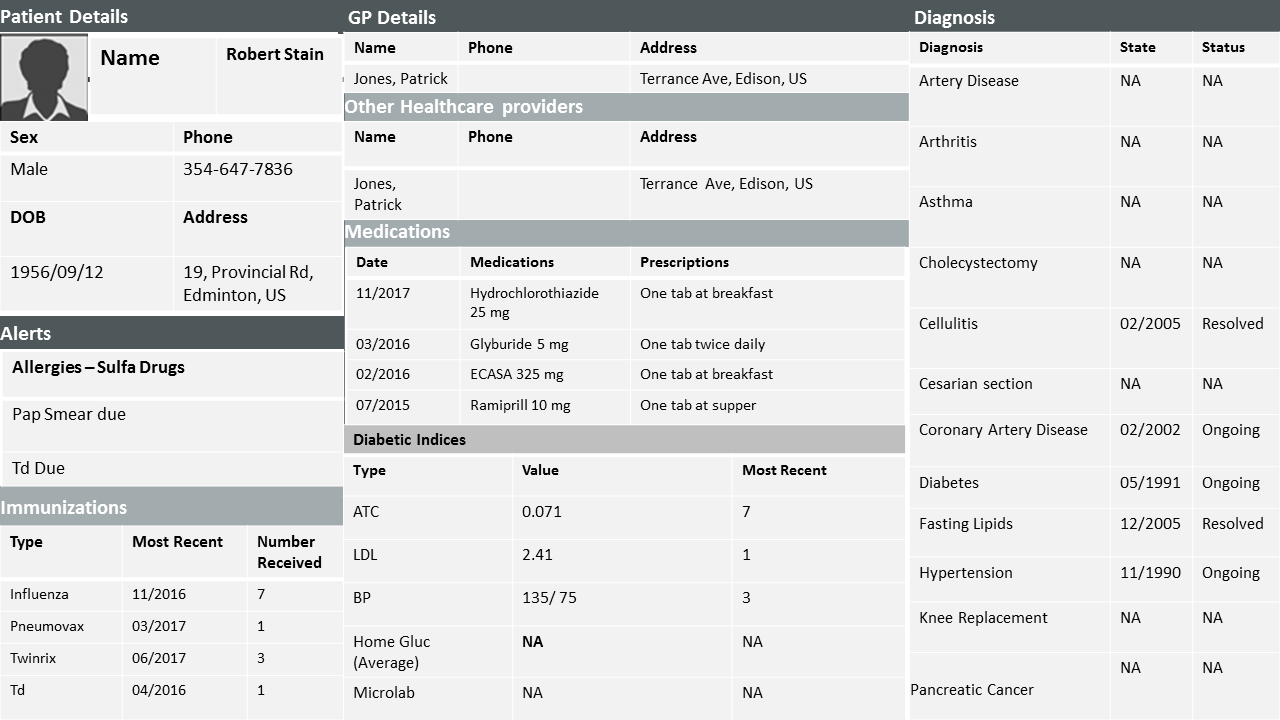 Patient Details
Name
Robert Stain
Sex Phone
Male 354-647-7836
DOB Address
1956/09/12 19, Provincial Rd,
Edminton, US
Alerts
Allergies – Sulfa Drugs
Pap Smear due
Td Due
Immunizations
Type Most Recent Number
Received
Influenza 11/2016 7
Pneumovax 03/2017 1
Twinrix 06/2017 3
Td 04/2016 1
GP Details
Name Phone Address
Jones, Patrick Terrance Ave, Edison, US
Other Healthcare providers
Name Phone Address
Jones, Terrance Ave, Edison, US
Patrick
Medications
Date Medications Prescriptions
11/2017 Hydrochlorothiazide One tab at breakfast
25 mg
03/2016 Glyburide 5 mg One tab twice daily
02/2016 ECASA 325 mg One tab at breakfast
07/2015 Ramiprill 10 mg One tab at supper
Diabetic Indices
Type Value Most Recent
ATC 0.071 7
LDL 2.41 1
BP 135/ 75 3
Home Gluc NA NA
(Average)
Microlab NA NA
Diagnosis
Diagnosis State Status
Artery Disease NA NA
Arthritis NA NA
Asthma NA NA
Cholecystectomy NA NA
Cellulitis 02/2005 Resolved
Cesarian section NA NA
Coronary Artery Disease 02/2002 Ongoing
Diabetes 05/1991 Ongoing
Fasting Lipids 12/2005 Resolved
Hypertension 11/1990 Ongoing
Knee Replacement NA NA
NA NA
Pancreatic Cancer